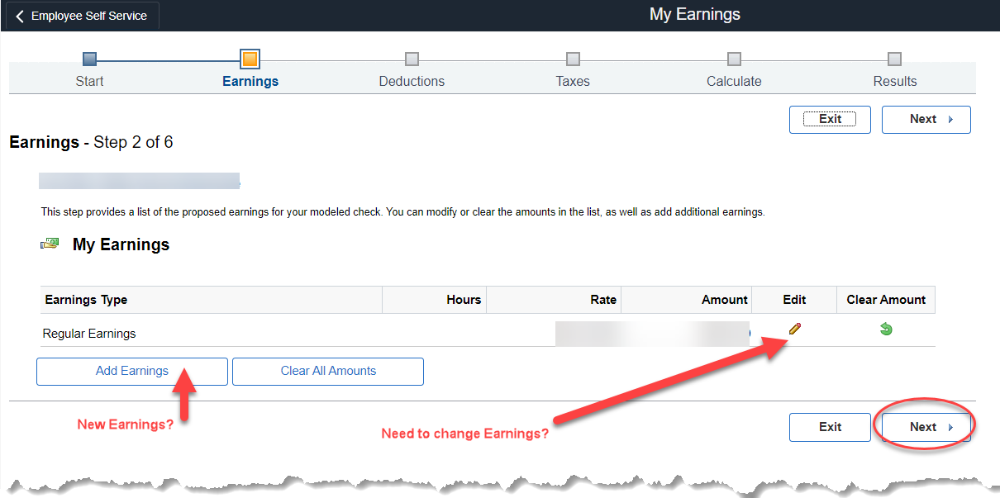 Employee Self Service
My Earnings
Start
Earnings
Deductions
Taxes
Calculate
Results
Exit
Next
Earnings - Step 2 of 6
This step provides a list of the proposed earnings for your modeled check. You can modify or clear the amounts in the list, as well as add additional earnings.
My Earnings
Earnings Type Hours Rate Amount Edit Clear Amount
Regular Earnings
Add Earnings
Clear All Amounts
New Earnings?
Need to change Earnings?
Exit
Next